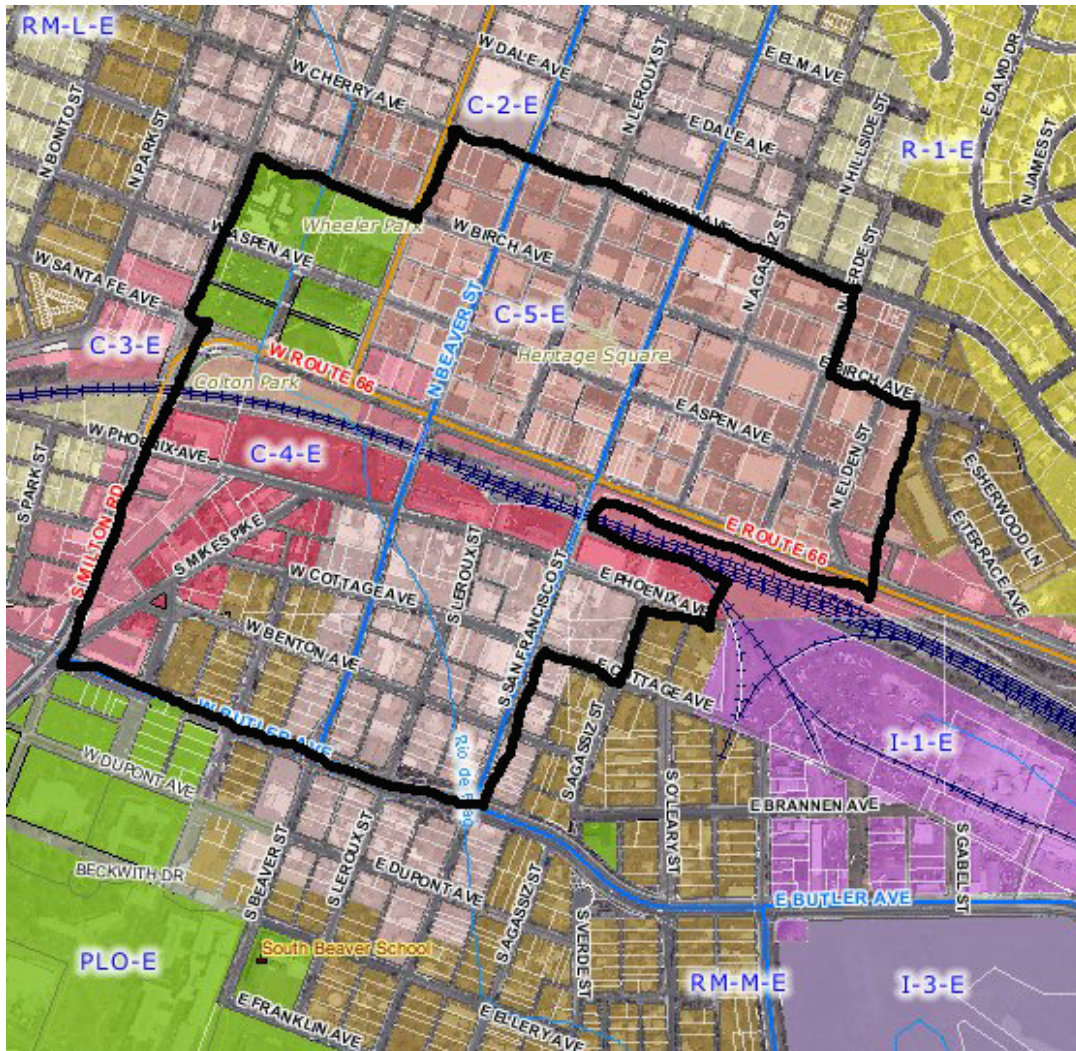 RM-L-E
W DALE AVE
E ELM AVE
E DAVID DR
W CHERRY AVE
N LEROUX ST
C-2-E
N BONITO ST
N PARK ST
E DALE AVE
N HILLSIDE ST
R-1-E
N JAMES ST
Wheeler Park
W ASPEN AVE
W BIRCH AVE
N AGASSIZ ST
W SANTA FE AVE
N BEAVER ST
C-5-E
C-3-E
W ROUTE 66
Heritage Square
E BIRCH AVE
Colton Park
E ASPEN AVE
W PHOENIX AVE
C-4-E
N ELDEN ST
S PARK ST
E SHERWOOD LN
E TERRACE AVE
S MILTON RD
S MIKES PIKE
E ROUTE 66
S LEROUX ST
S SAN FRANCISCO ST
W COTTAGE AVE
E PHOENIX AVE
W BENTON AVE
E COTTAGE AVE
W BUTLER AVE
Rio de Flag
S AGASSIZ ST
I-1-E
W DUPONT AVE
S O'LEARY ST
E BRANNEN AVE
S GABEL ST
BECKWITH DR
S BEAVER ST
S LEROUX ST
E DUPONT AVE
S AGASSIZ ST
E BUTLER AVE
S VERDE ST
South Beaver School
PLO-E
RM-M-E
I-3-E
E FRANKLIN AVE
E ELLERY AVE